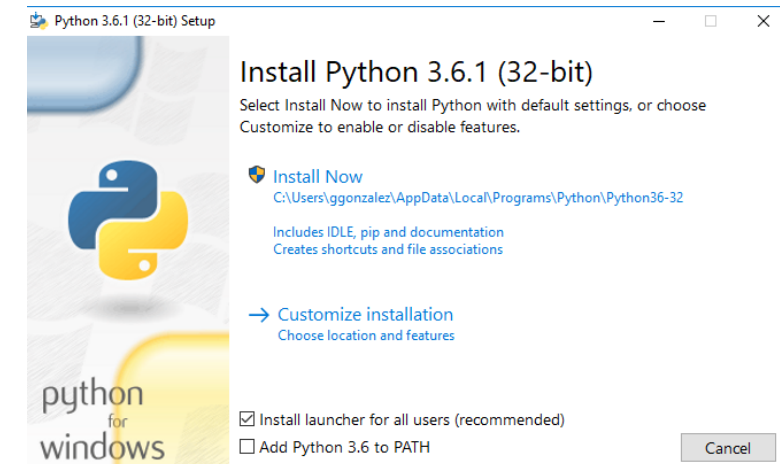 Python 3.6.1 (32-bit) Setup
Install Python 3.6.1 (32-bit)
Select Install Now to install Python with default settings, or choose
Customize to enable or disable features.
Install Now
C:\Users\ggonzalez\AppData\Local\Programs\Python\Python36-32
Includes IDLE, pip and documentation
Creates shortcuts and file associations
Customize installation
Choose location and features
python
for
windows
Install launcher for all users (recommended)
Add Python 3.6 to PATH
Cancel